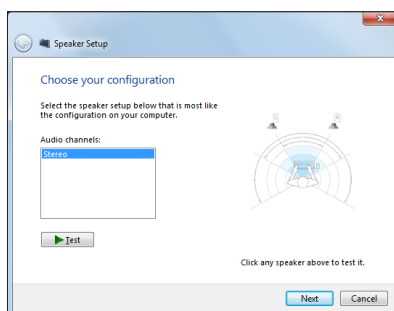 Speaker Setup
Choose your configuration
Select the speaker setup below that is most like
the configuration on your computer.
L
R
Audio channels:
Stereo
Test
Click any speaker above to test it.
Next
Cancel